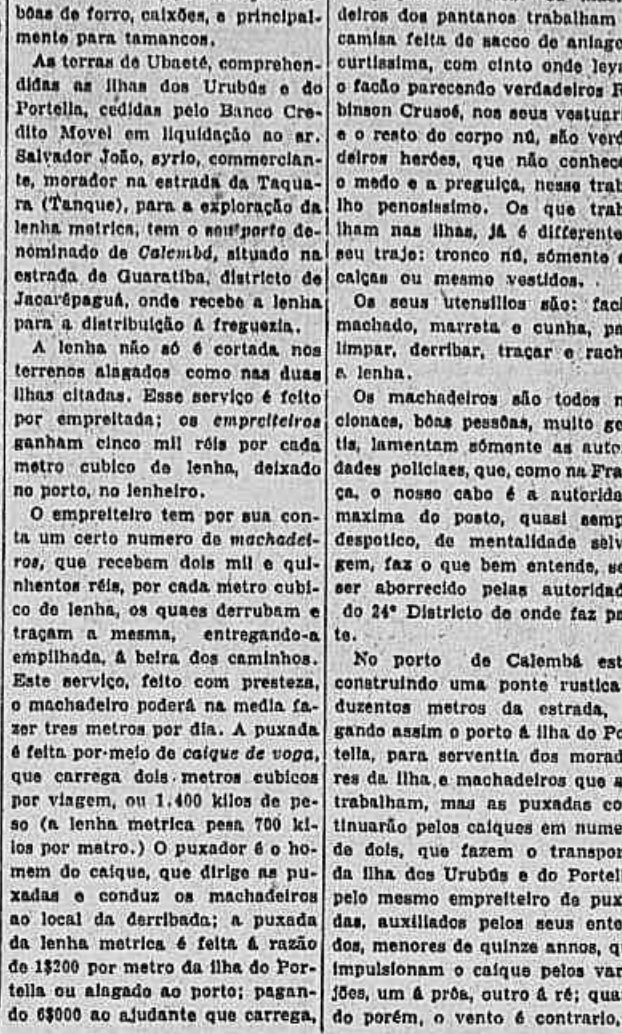 bôas de forro, caixões, e principal-
mente para tamancos.
As terras de Ubaeté, comprehen-
didas as ilhas dos Urubús e do
Portella, cedidas pelo Banco Cre-
dito Movel em liquidação ao sr.
Salvador João, syrio, commercian-
te, morador na estrada da Taqua-
ra (Tanque), para a exploração da
lenha metrica, tem o seu porto de-
nominado de Calembá, situado na
estrada de Guaratiba, districto de
Jacarépaguá, onde recebe a lenha
para a distribuição á freguezia.
A lenha não só é cortada nos
terrenos alagados como nas duas
ilhas citadas. Esse serviço é feito
por empreitada; os empreiteiros
ganham cinco mil réis por cada
metro cubico de lenha, deixado
no porto, no lenheiro.
O empreiteiro tem por sua con-
ta um certo numero de machadei-
ros, que recebem dois mil e qui-
nhentos réis, por cada metro cubi-
co de lenha, os quaes derrubam e
traçam a mesma, entregando-a
empilhada, á beira dos caminhos.
Este serviço, feito com presteza,
o machadeiro poderá na media fa-
zer tres metros por dia. A puxada
é feita por meio de caique de voga,
que carrega dois metros cubicos
por viagem, ou 1.400 kilos de pe-
so (a lenha metrica pesa 700 ki-
los por metro.) O puxador é o ho-
mem do caique, que dirige as pu-
xadas e conduz os machadeiros
ao local da derribada; a puxada
da lenha metrica é feita á razão
de 1$200 por metro da ilha do Por-
tella ou alagado ao porto; pagan-
do 6$000 ao ajudante que carrega,
deiros dos pantanos trabalham
camisa feita de sacco de aniage
curtissima, com cinto onde leva
o facão parecendo verdadeiros R
binson Crusoé, nos seus vestuari
e o resto do corpo nú, são verd
deiros heróes, que não conhece
o medo e a preguiça, nesse trab
lho penosissimo. Os que trab
lham nas ilhas, já é differente
seu traje: tronco nú, sómente
calças ou mesmo vestidos.
Os seus utensilios são:
machado, marreta e cunha, pa
limpar, derribar, traçar e rach
a lenha.
Os machadeiros são todos
cionaes, bôas pessôas, muito ge
tis, lamentam sómente as auto
dades policiaes, que, como na Fra
ça, o nosso cabo é a autorida
maxima do posto, quasi semp
despotico, de mentalidade selv
gem, faz o que bem entende, se
ser aborrecido pelas autoridad
do 24° Districto de onde faz pa
te.
No porto de Calembá est
construindo uma ponte rustica
duzentos metros da estrada,
gando assim o porto á ilha do Po
tella, para serventia dos morad
res da ilha e machadeiros que a
trabalham, mas as puxadas co
tinuarão pelos caiques em nume
de dois, que fazem o transpor
da ilha dos Urubús e do Portell
pelo mesmo empreiteiro de pux
das, auxiliados pelos seus ente
dos, menores de quinze annos, q
impulsionam o caique pelos var
jões, um á prôa, outro á ré; qua
do porém, o vento é contrario,